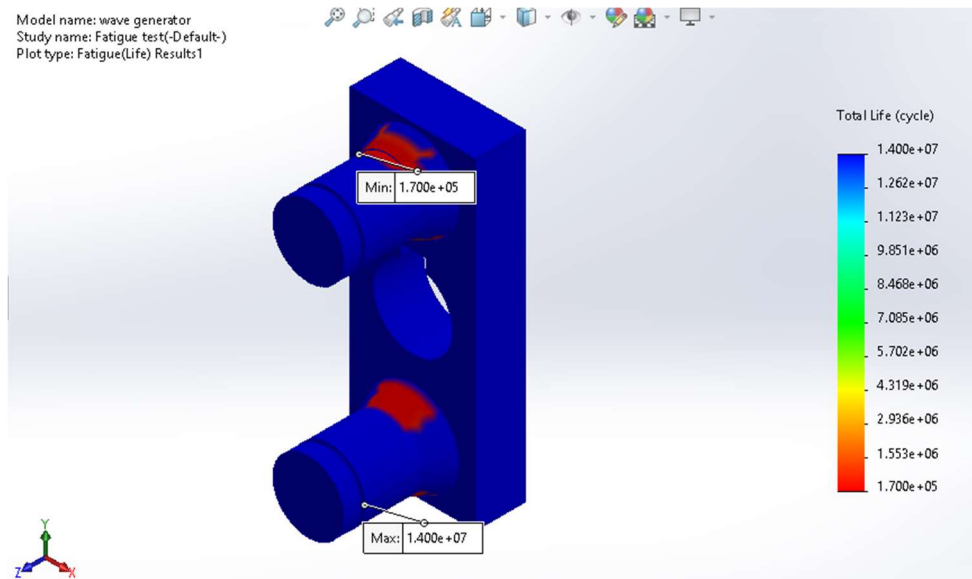 Model name: wave generator
Study name: Fatigue test(-Default-)
Plot type: Fatigue(Life) Results1
Total Life (cycle)
1.400e+07
1.262e+07
1.123e+07
9.851e+06
8.468e+06
7.085e+06
5.702e+06
4.319e+06
2.936e+06
1.553e+06
1.700e+05
Min: 1.700e+05
Max: 1.400e+07
Y
Z
X